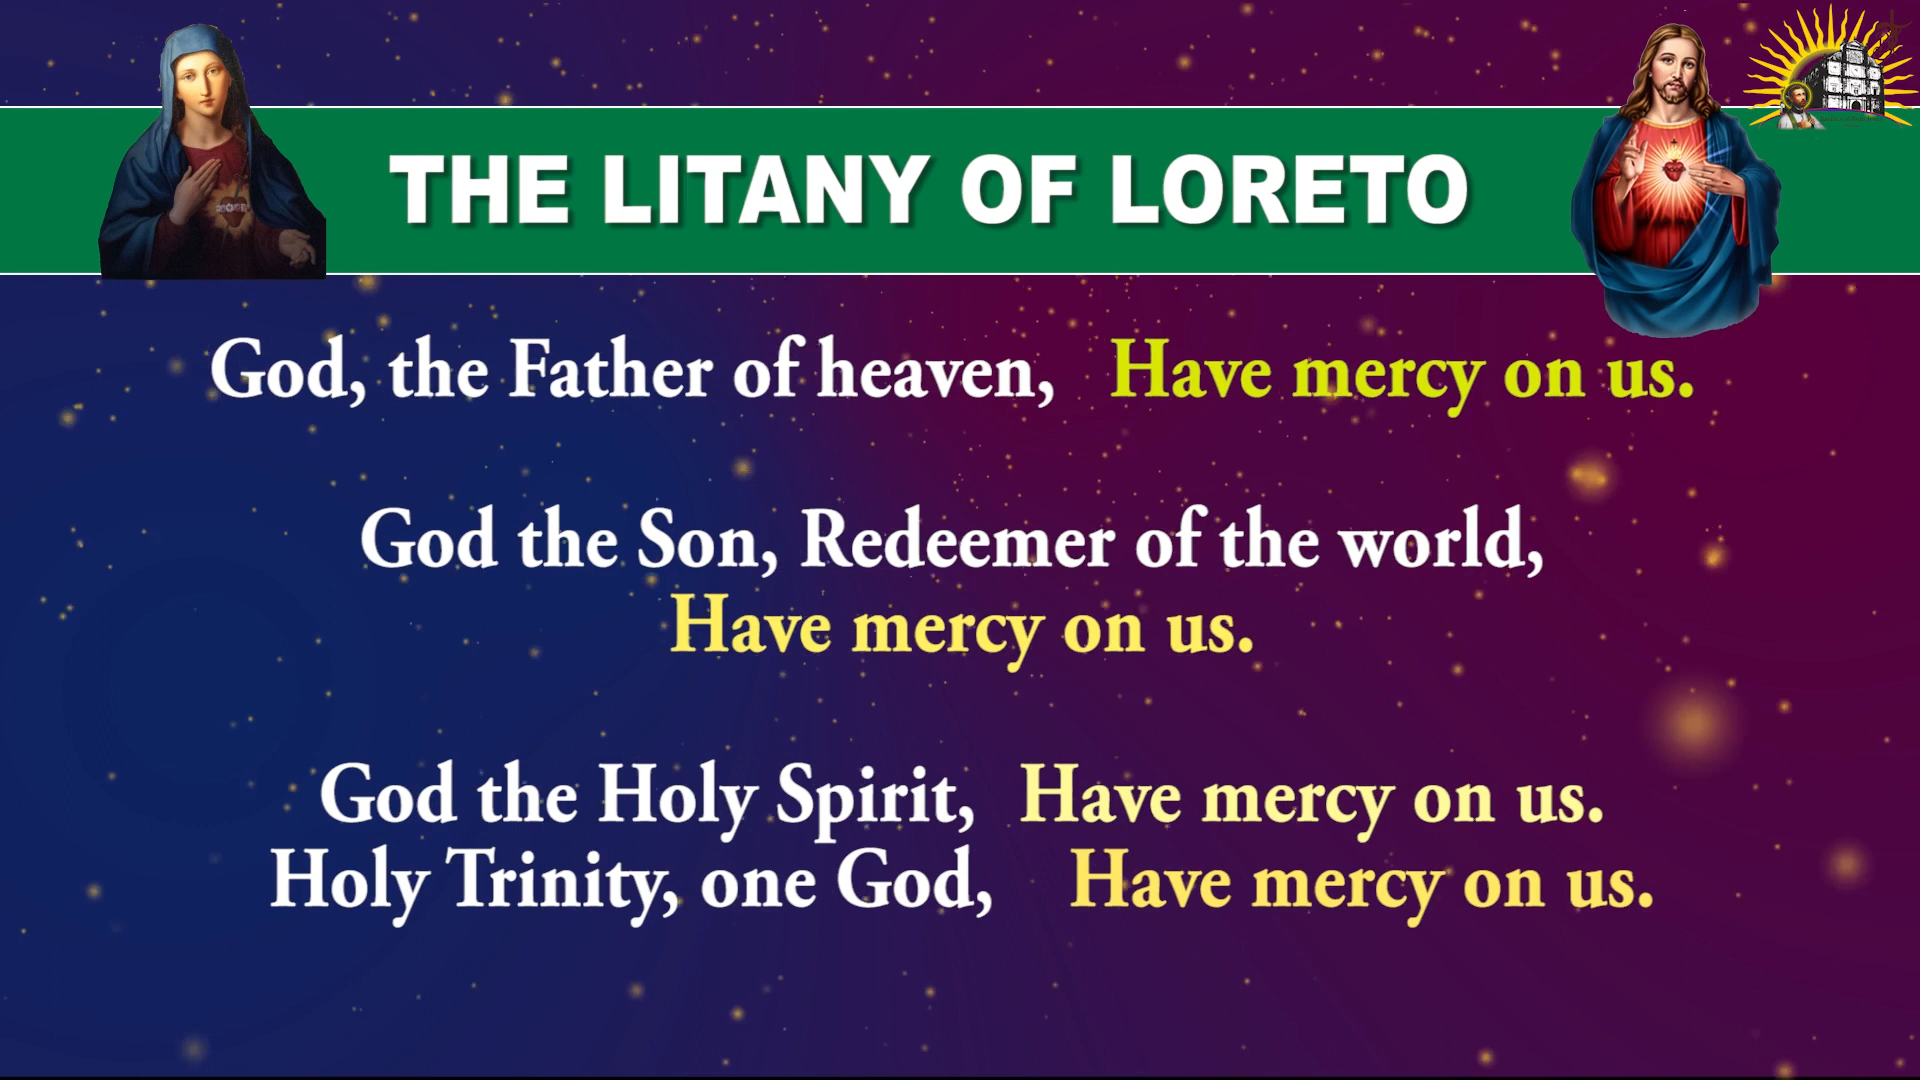 THE LITANY OF LORETO
God, the Father of heaven, Have mercy on us.
God the Son, Redeemer of the world,
Have mercy on us.
God the Holy Spirit, Have mercy on us.
Holy Trinity, one God, Have mercy on us.